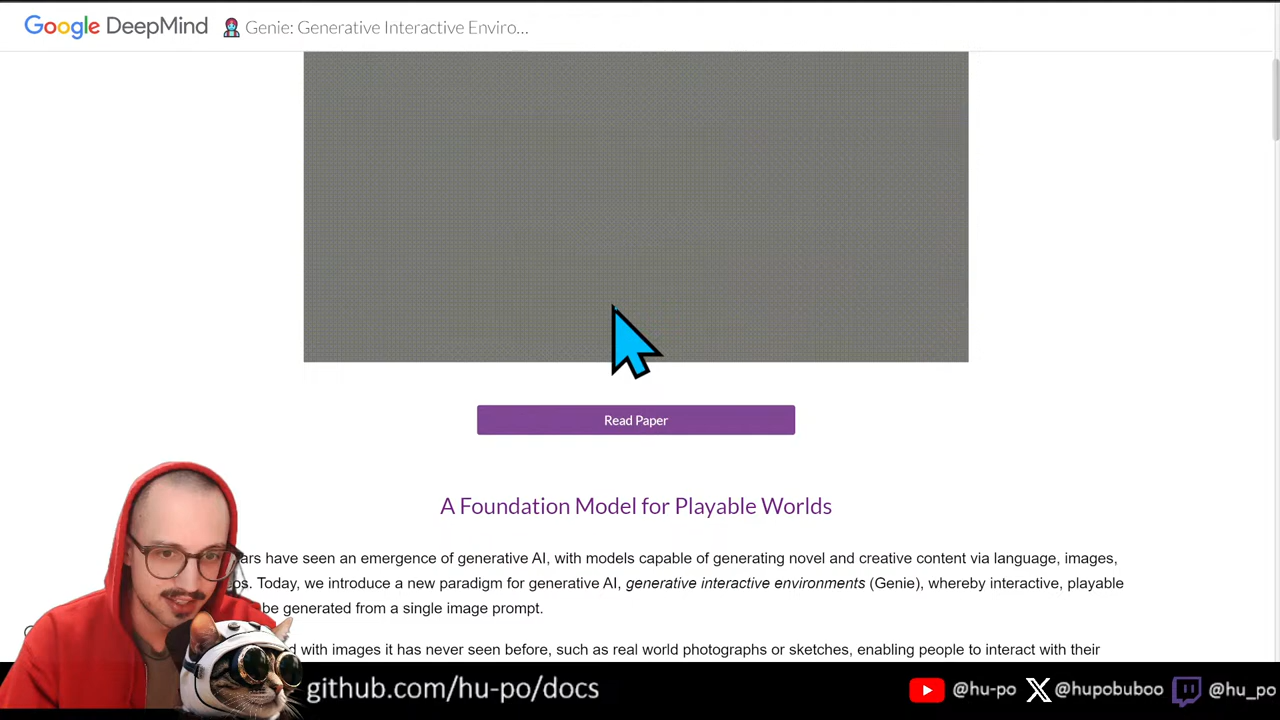 Google DeepMind
Genie: Generative Interactive Enviro...
Read Paper
A Foundation Model for Playable Worlds
have seen an emergence of generative AI, with models capable of generating novel and creative content via language, images,
Today, we introduce a new paradigm for generative AI, generative interactive environments (Genie), whereby interactive, playable
be generated from a single image prompt.
with images it has never seen before, such as real world photographs or sketches, enabling people to interact with their
github.com/hu-po/docs
@hu-po
@hupobuboo
@hu_po